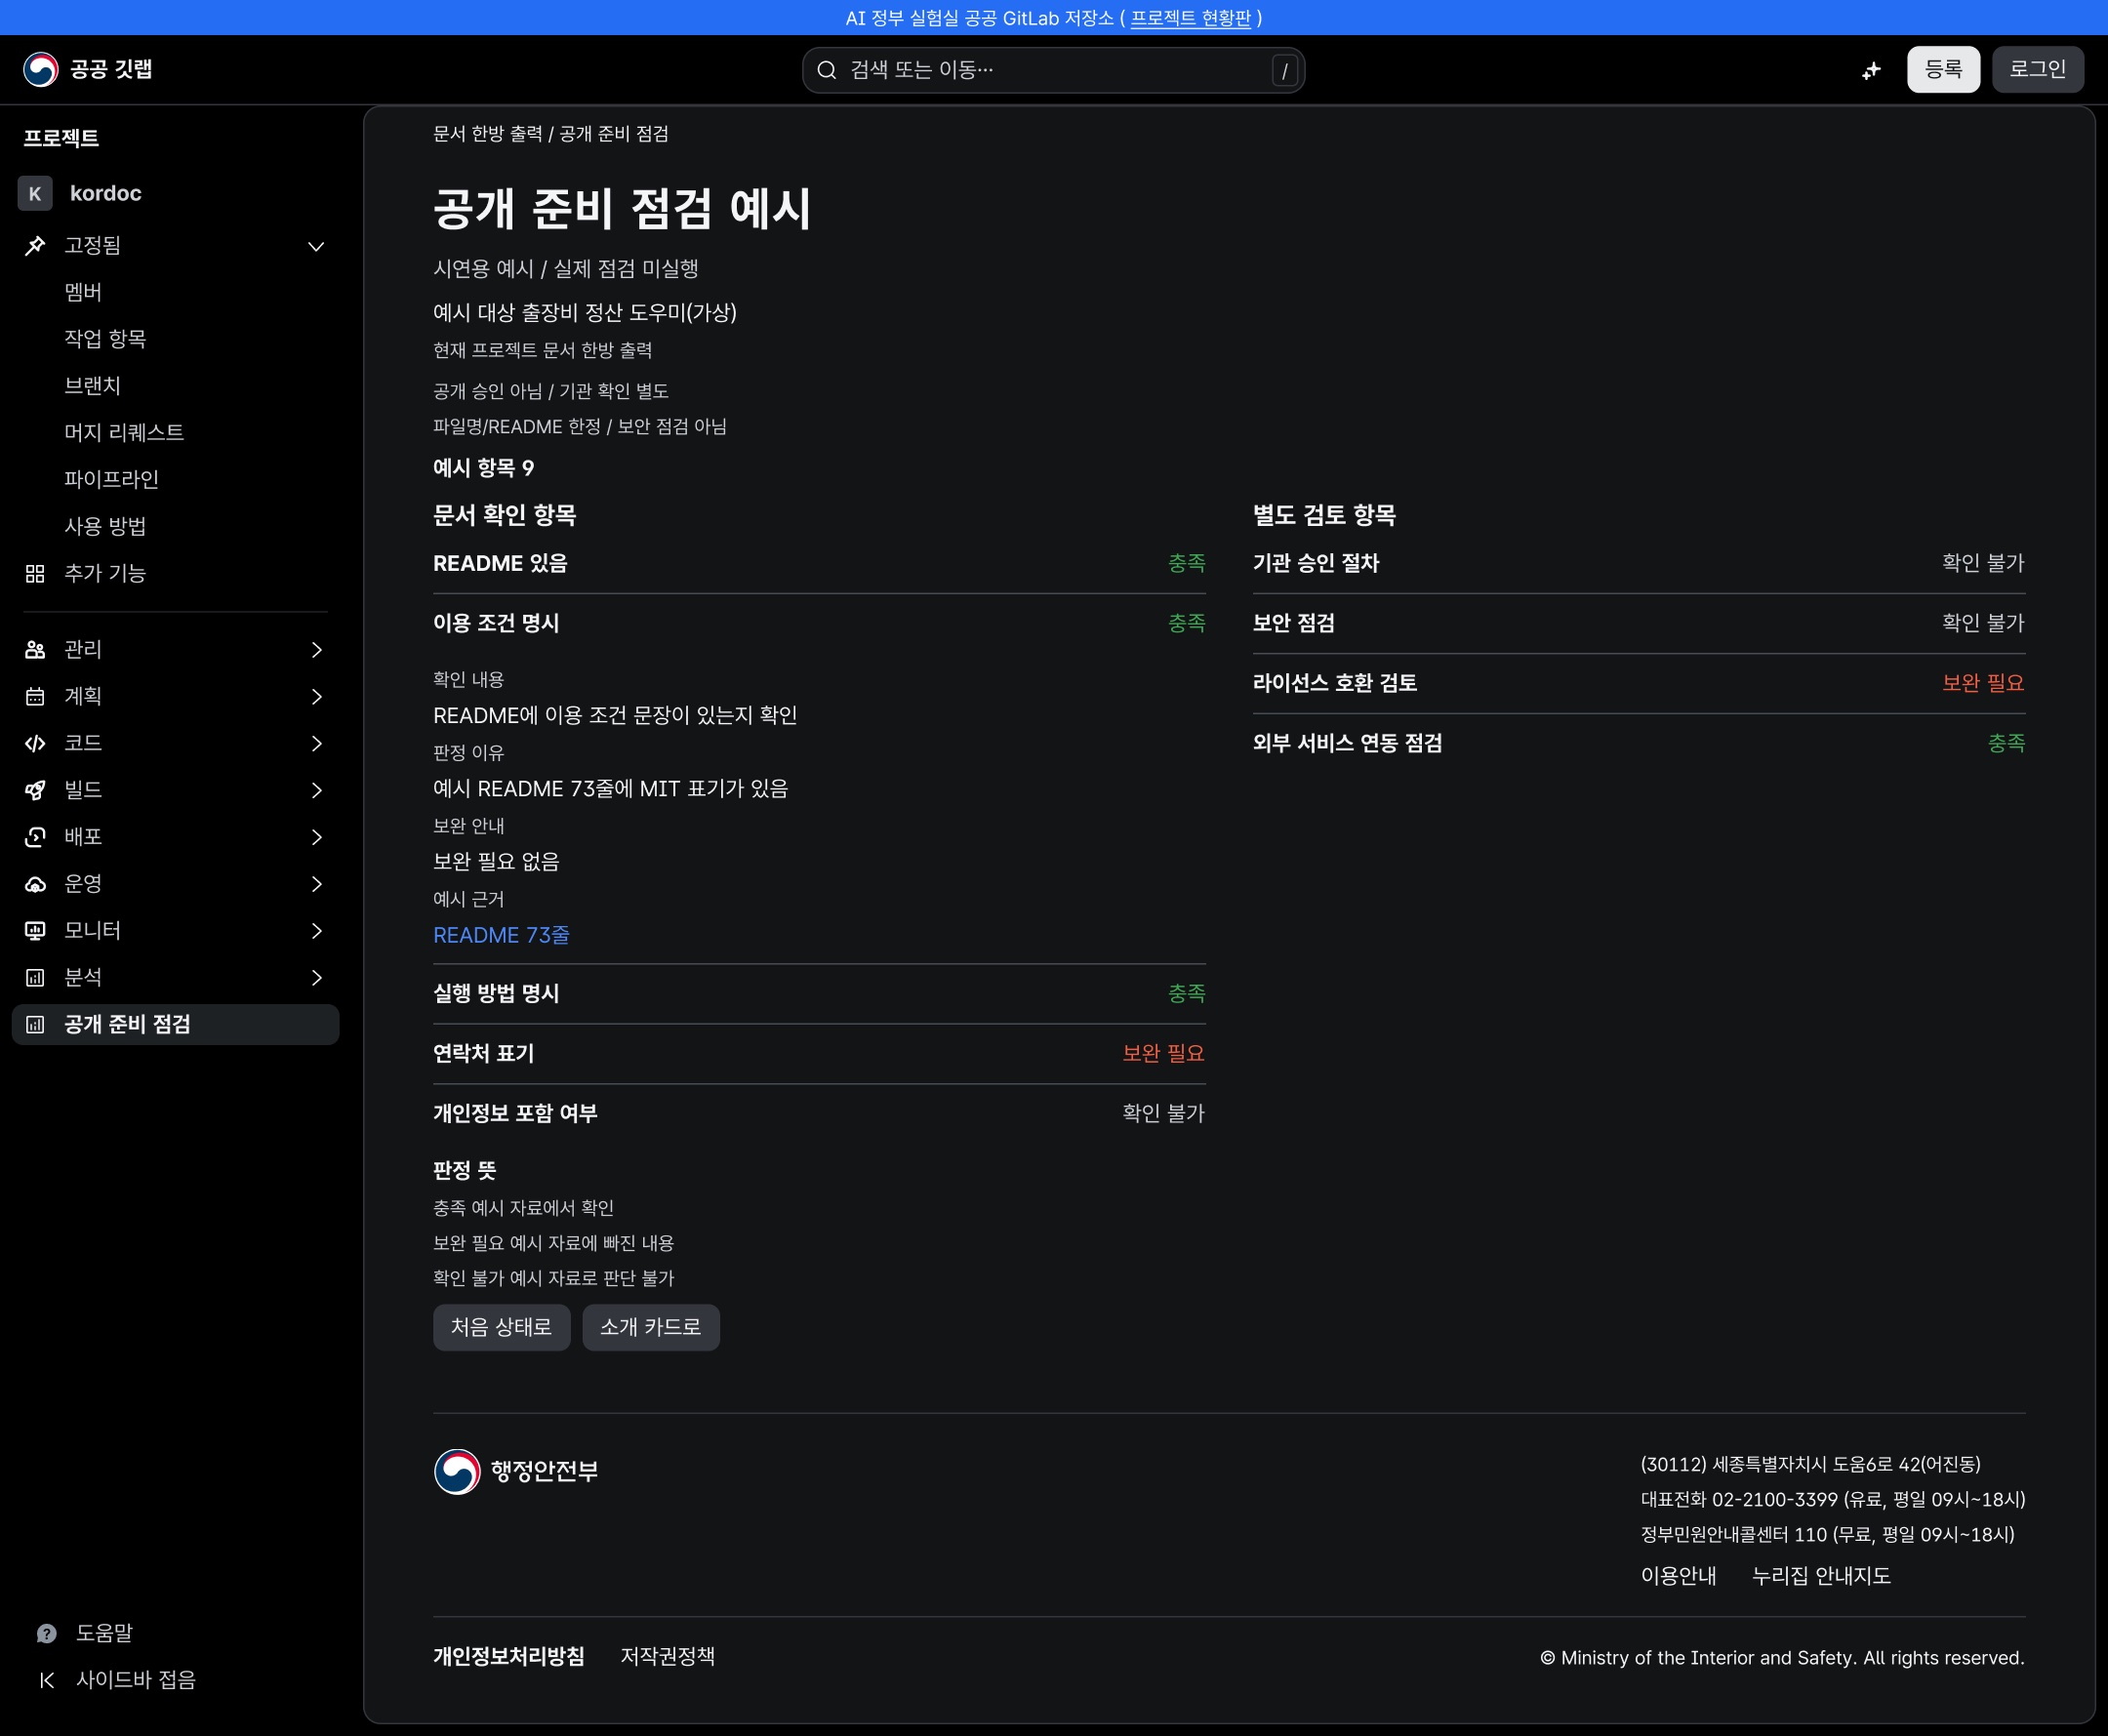 AI 정부 실험실 공공 GitLab 저장소 ( 프로젝트 현황판 )
공공 깃랩
검색 또는 이동…
/
등록
로그인
프로젝트
K kordoc
고정됨
멤버
작업 항목
브랜치
머지 리퀘스트
파이프라인
사용 방법
추가 기능
관리
계획
코드
빌드
배포
운영
모니터
분석
공개 준비 점검
도움말
사이드바 접음
문서 한방 출력 / 공개 준비 점검
공개 준비 점검 예시
시연용 예시 / 실제 점검 미실행
예시 대상 출장비 정산 도우미(가상)
현재 프로젝트 문서 한방 출력
공개 승인 아님 / 기관 확인 별도
파일명/README 한정 / 보안 점검 아님
예시 항목 9
문서 확인 항목
README 있음 충족
이용 조건 명시 충족
확인 내용
README에 이용 조건 문장이 있는지 확인
판정 이유
예시 README 73줄에 MIT 표기가 있음
보완 안내
보완 필요 없음
예시 근거
README 73줄
실행 방법 명시 충족
연락처 표기 보완 필요
개인정보 포함 여부 확인 불가
별도 검토 항목
기관 승인 절차 확인 불가
보안 점검 확인 불가
라이선스 호환 검토 보완 필요
외부 서비스 연동 점검 충족
판정 뜻
충족 예시 자료에서 확인
보완 필요 예시 자료에 빠진 내용
확인 불가 예시 자료로 판단 불가
처음 상태로
소개 카드로
행정안전부
(30112) 세종특별자치시 도움6로 42(어진동)
대표전화 02-2100-3399 (유료, 평일 09시~18시)
정부민원안내콜센터 110 (무료, 평일 09시~18시)
이용안내 누리집 안내지도
개인정보처리방침 저작권정책
© Ministry of the Interior and Safety. All rights reserved.